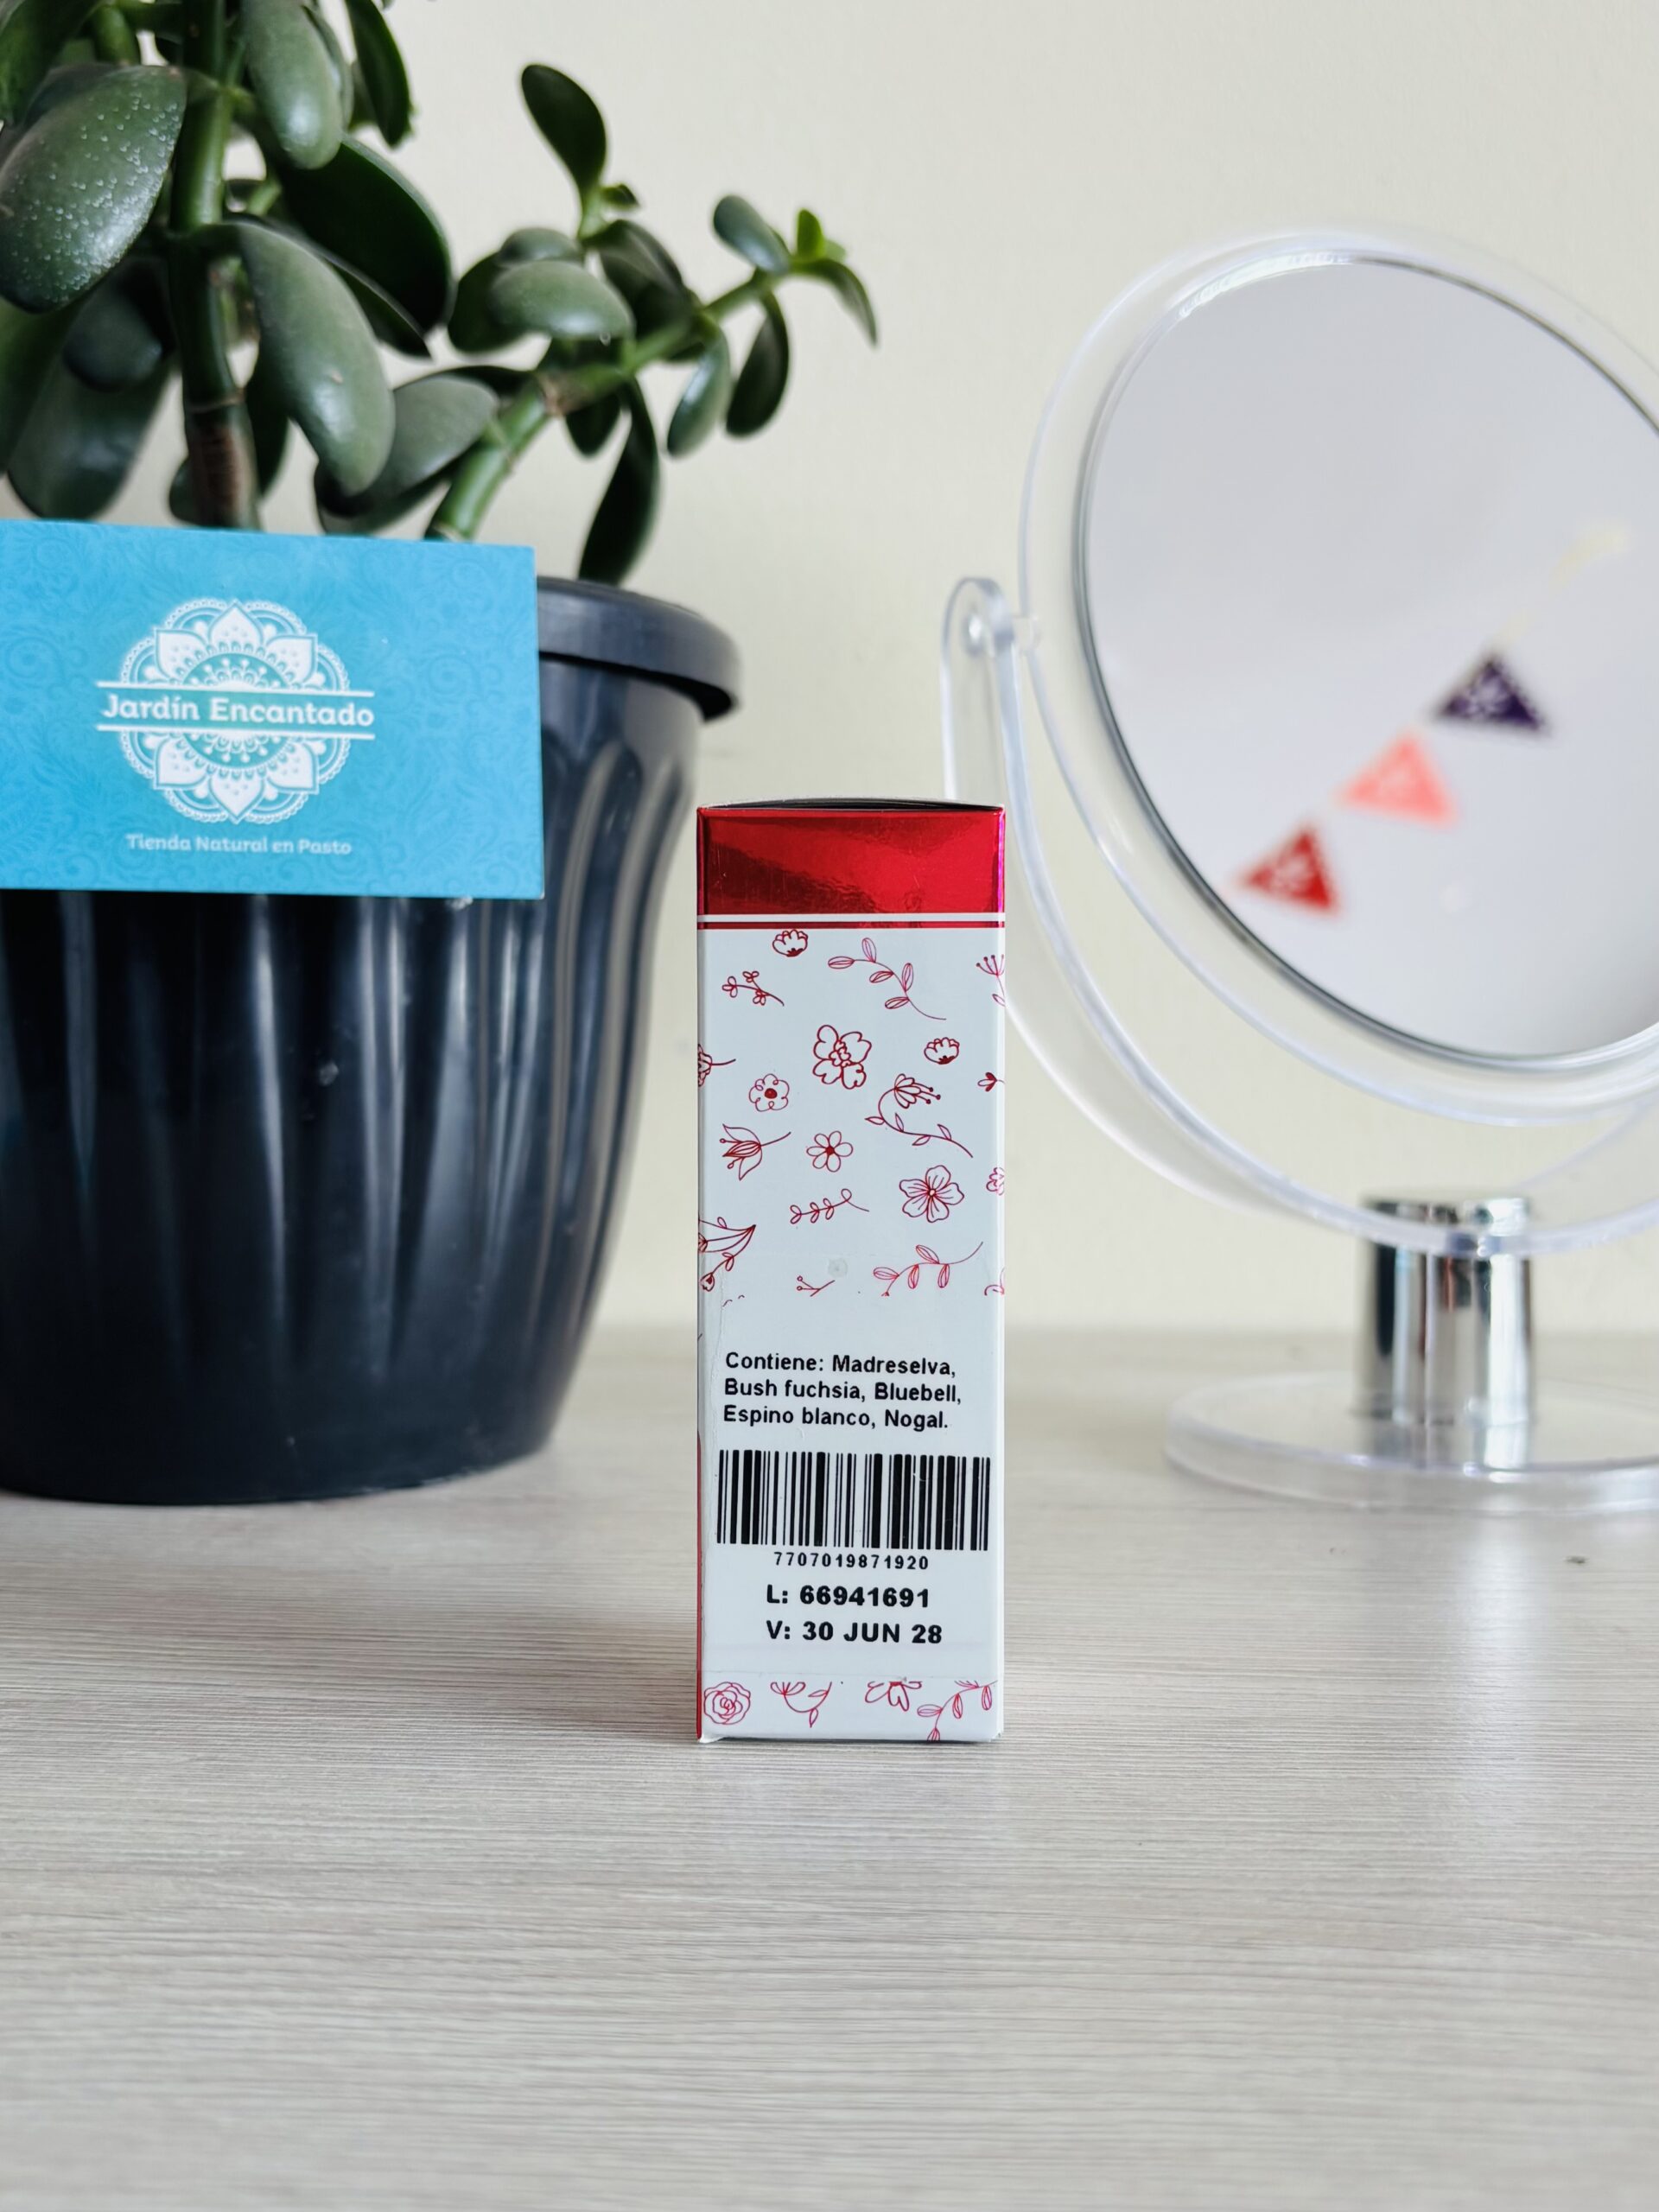 Jardín Encantado
Tienda Natural en Pasto
Contiene: Madreselva,
Bush fuchsia, Bluebell,
Espino blanco, Nogal.
7707019871920
L: 66941691
V: 30 JUN 28